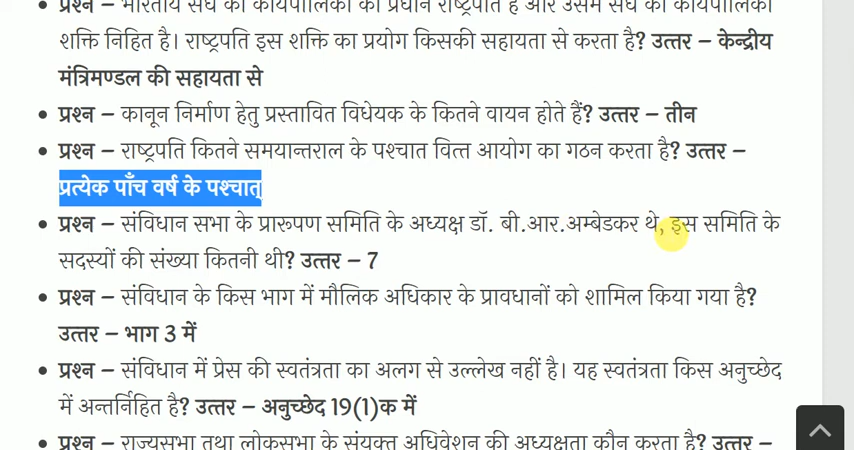 प्रश्न – भारतीय संघ की कार्यपालिका का प्रधान राष्ट्रपति है और उसमें संघ की कार्यपालिका
शक्ति निहित है। राष्ट्रपति इस शक्ति का प्रयोग किसकी सहायता से करता है? उत्तर – केन्द्रीय
मंत्रिमण्डल की सहायता से
प्रश्न – कानून निर्माण हेतु प्रस्तावित विधेयक के कितने वायन होते हैं? उत्तर – तीन
प्रश्न – राष्ट्रपति कितने समयान्तराल के पश्चात वित्त आयोग का गठन करता है? उत्तर –
प्रत्येक पाँच वर्ष के पश्चात्
प्रश्न – संविधान सभा के प्रारूपण समिति के अध्यक्ष डॉ. बी.आर.अम्बेडकर थे, इस समिति के
सदस्यों की संख्या कितनी थी? उत्तर – 7
प्रश्न – संविधान के किस भाग में मौलिक अधिकार के प्रावधानों को शामिल किया गया है?
उत्तर – भाग 3 में
प्रश्न – संविधान में प्रेस की स्वतंत्रता का अलग से उल्लेख नहीं है। यह स्वतंत्रता किस अनुच्छेद
में अन्तर्निहित है? उत्तर – अनुच्छेद 19(1)क में
प्रश्न – राज्यसभा तथा लोकसभा के संयुक्त अधिवेशन की अध्यक्षता कौन करता है? उत्तर –